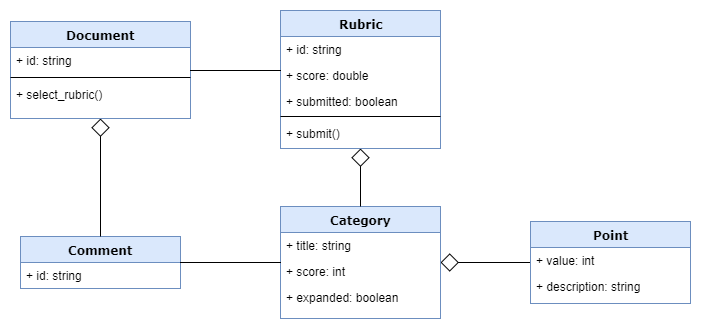 Document
+ id: string
+ select_rubric()
Rubric
+ id: string
+ score: double
+ submitted: boolean
+ submit()
Comment
+ id: string
Category
+ title: string
+ score: int
+ expanded: boolean
Point
+ value: int
+ description: string